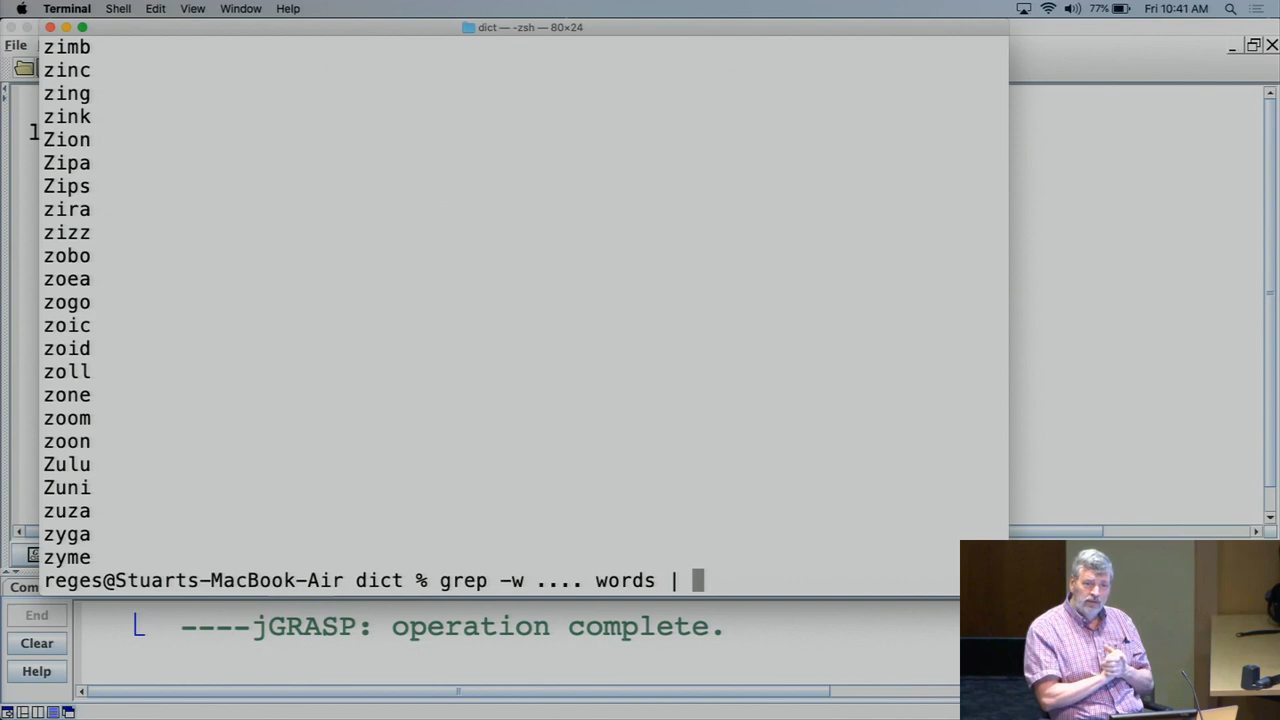 Terminal Shell Edit View Window Help 77% Fri 10:41 AM
dict — -zsh — 80×24
File
1
zimb
zinc
zing
zink
Zion
Zipa
Zips
zira
zizz
zobo
zoea
zogo
zoic
zoid
zoll
zone
zoom
zoon
Zulu
Zuni
zuza
zyga
zyme
reges@Stuarts-MacBook-Air dict % grep -w .... words |
Com
End
Clear
Help
----jGRASP: operation complete.